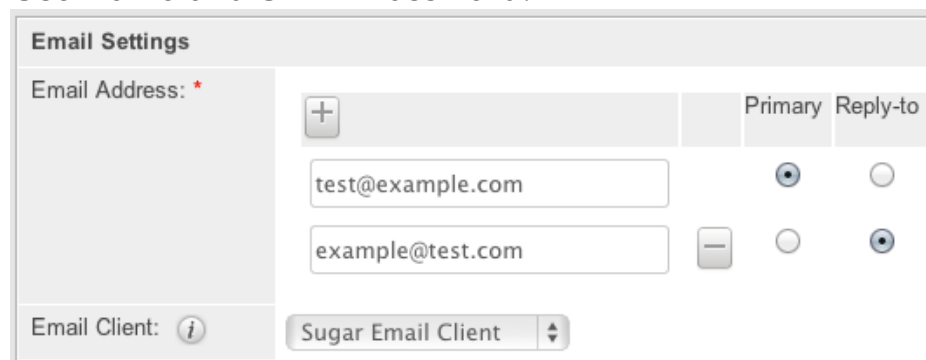 Email Settings
Email Address: *
Primary Reply-to
test@example.com
example@test.com
Email Client: i
Sugar Email Client